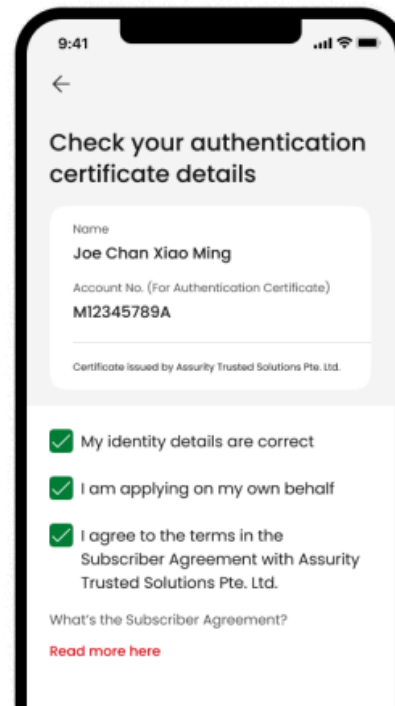 9:41
Check your authentication
certificate details
Name
Joe Chan Xiao Ming
Account No. (For Authentication Certificate)
M12345789A
Certificate issued by Assurity Trusted Solutions Pte. Ltd.
My identity details are correct
I am applying on my own behalf
I agree to the terms in the
Subscriber Agreement with Assurity
Trusted Solutions Pte. Ltd.
What's the Subscriber Agreement?
Read more here